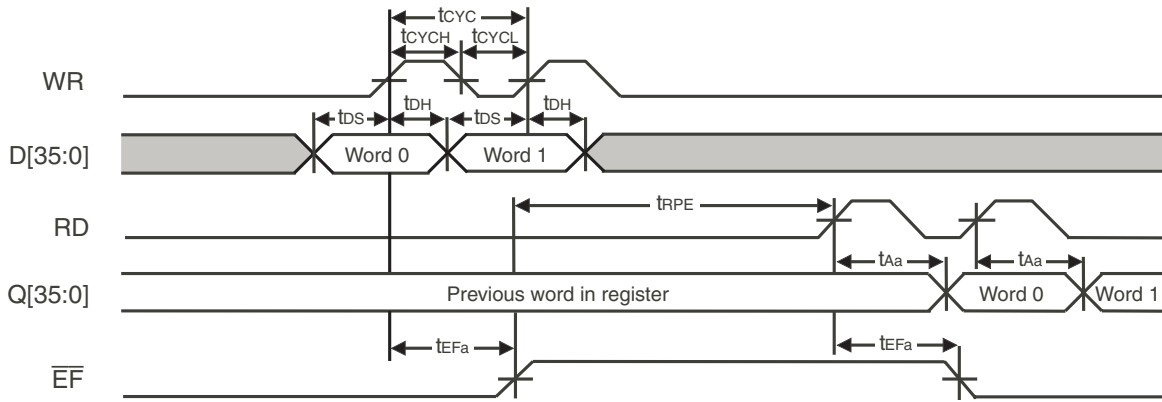 tCYC
tCYCH tCYCL
WR
tDS tDH tDS tDH
D[35:0] Word 0 Word 1
tRPE
RD
tAa tAa
Q[35:0] Previous word in register Word 0 Word 1
tEFa tEFa
E̅F̅